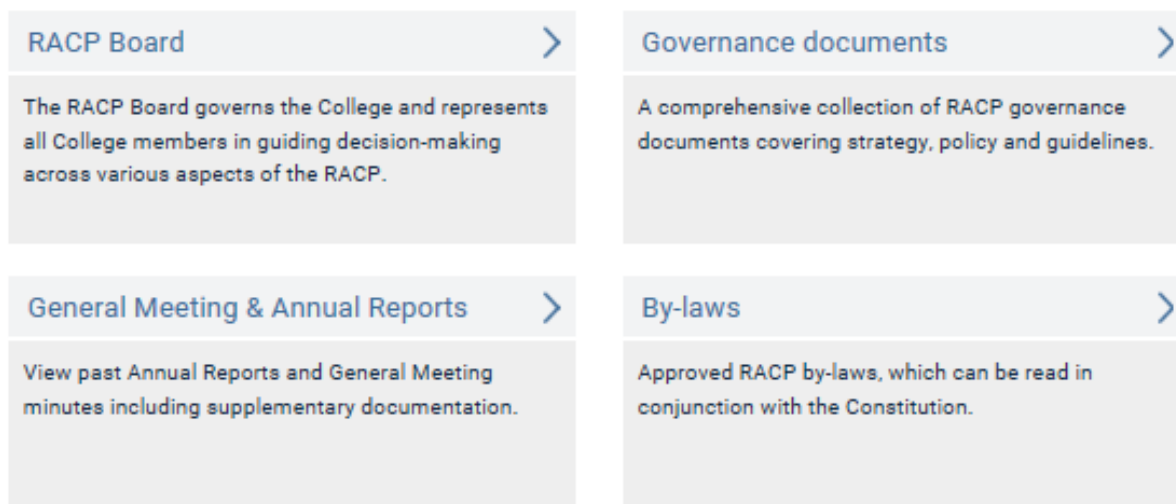 RACP Board
The RACP Board governs the College and represents
all College members in guiding decision-making
across various aspects of the RACP.
Governance documents
A comprehensive collection of RACP governance
documents covering strategy, policy and guidelines.
General Meeting & Annual Reports
View past Annual Reports and General Meeting
minutes including supplementary documentation.
By-laws
Approved RACP by-laws, which can be read in
conjunction with the Constitution.